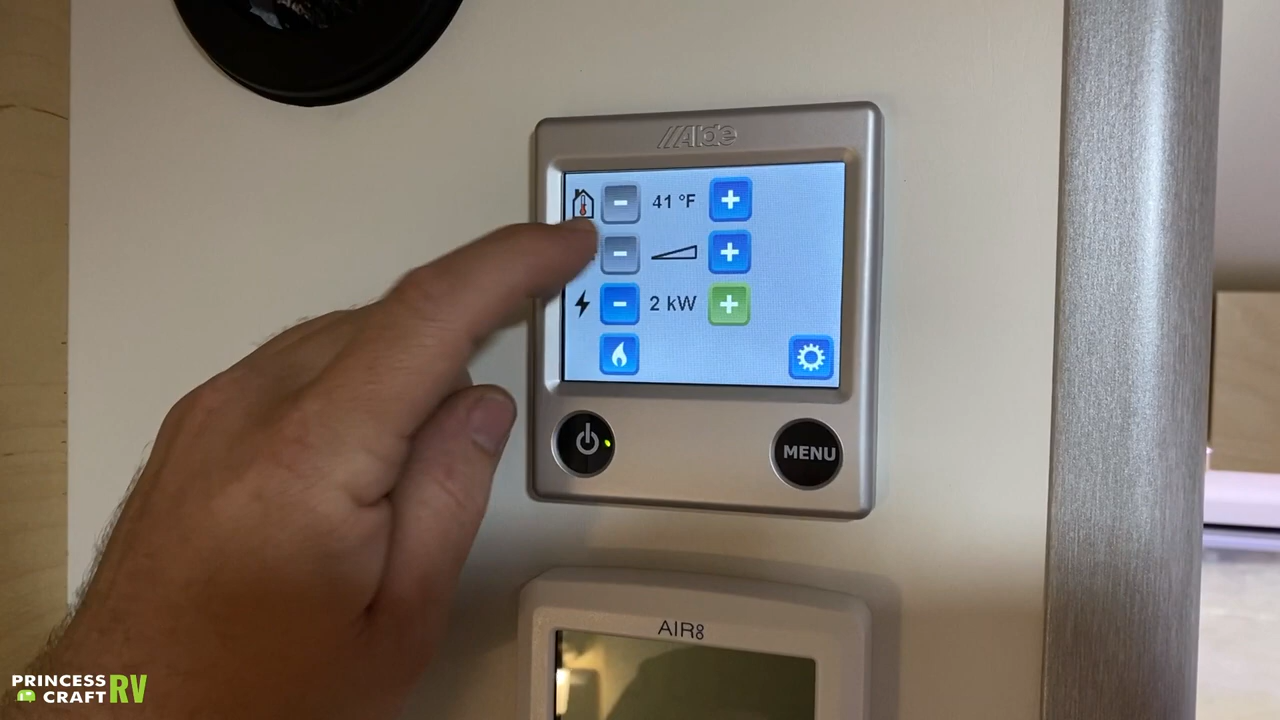 //Alde
- 41 °F +
- +
- 2 kW +
MENU
AIR8
PRINCESS
CRAFT RV